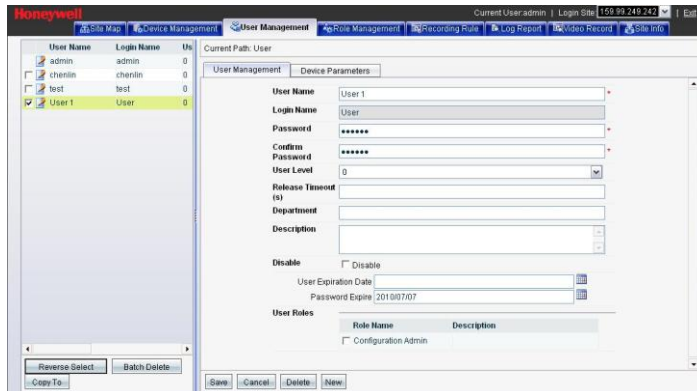 Honeywell
Current User:admin | Login Site 159.99.249.242 | Exit
Site Map Device Management User Management Role Management Recording Rule Log Report Video Record Site Info
User Name Login Name Us
admin admin 0
chenlin chenlin 0
test test 0
User 1 User 0
Reverse Select Batch Delete
Copy To
Current Path: User
User Management Device Parameters
User Name User 1 *
Login Name User
Password •••••• *
Confirm Password •••••• *
User Level 0
Release Timeout (s)
Department
Description
Disable Disable
User Expiration Date
Password Expire 2010/07/07
User Roles
Role Name Description
Configuration Admin
Save Cancel Delete New